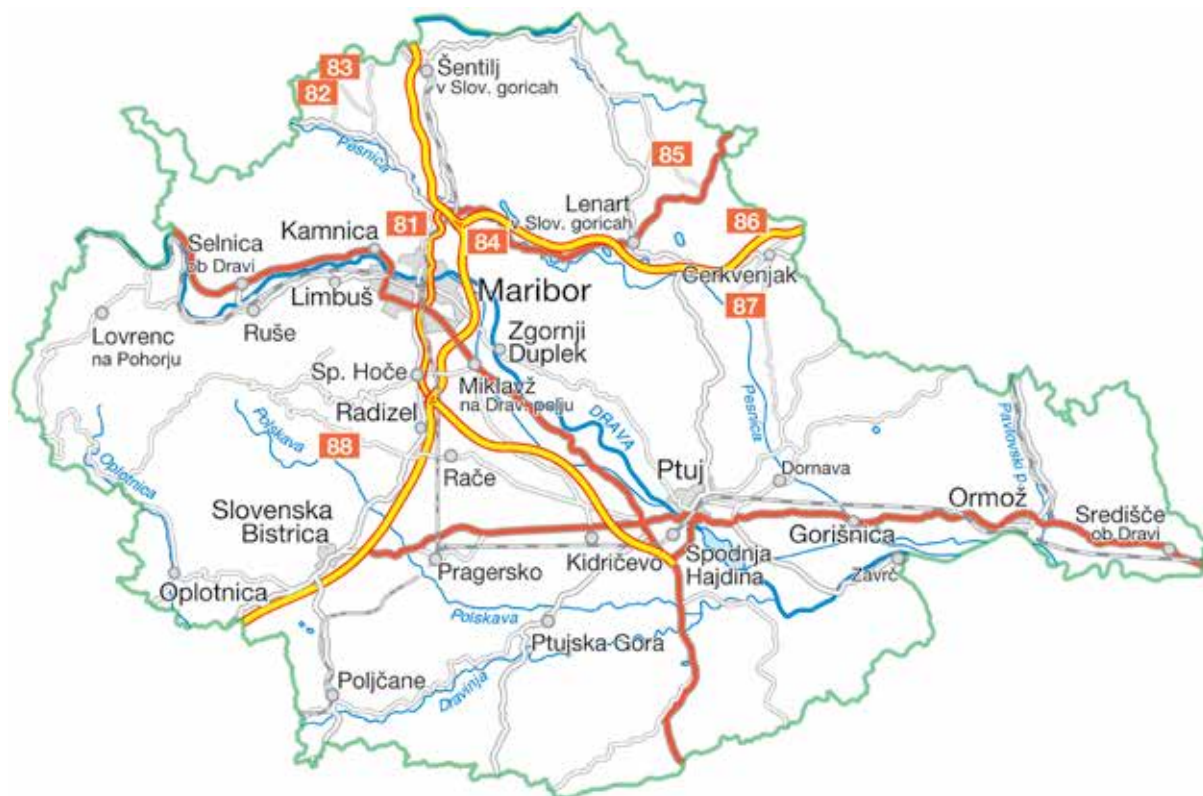 83
Šentilj
v Slov. goricah
82
Pesnica
85
Lenart
v Slov. goricah
81
86
Kamnica
84
Selnica
ob Dravi
Cerkvenjak
Limbuš
Maribor
87
Lovrenc
na Pohorju
Ruše
Zgornji
Duplek
Sp. Hoče
Miklavž
na Drav. polju
Radizel
DRAVA
Pesnica
Polskava
88
Pavlovski p.
Oplotnica
Rače
Ptuj
Dornava
Slovenska
Bistrica
Ormož
Gorišnica
Središče
ob Dravi
Pragersko
Kidričevo
Spodnja
Hajdina
Zavrč
Oplotnica
Polskava
Ptujska Gora
Poljčane
Dravinja